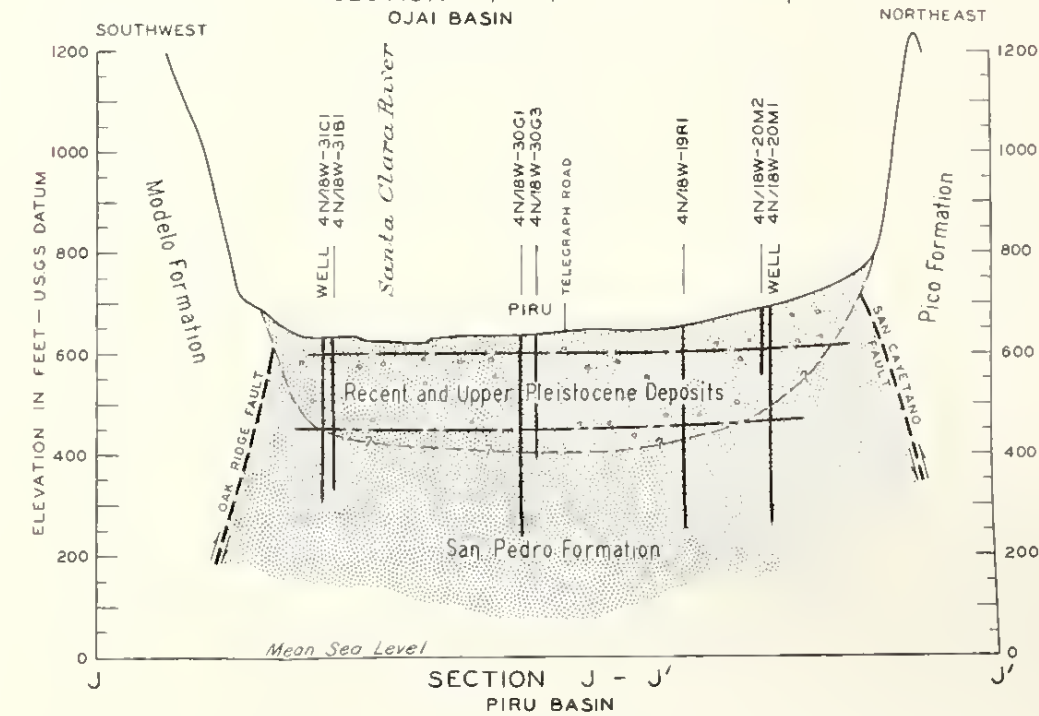 OJAI BASIN
SOUTHWEST
NORTHEAST
1200
1000
800
600
400
200
0
ELEVATION IN FEET – USGS DATUM
1200
1000
800
600
400
200
0
Modelo Formation
WELL 4N/18W-31C1
4N/18W-31B1
Santa Clara River
4N/18W-30G1
4N/18W-30G3
PIRU
TELEGRAPH ROAD
4N/18W-19R1
4N/18W-20M2
WELL 4N/18W-20M1
Pico Formation
OAK RIDGE FAULT
SAN CAYETANO FAULT
Recent and Upper Pleistocene Deposits
?
?
?
?
San Pedro Formation
Mean Sea Level
J
SECTION J – J'
J'
PIRU BASIN